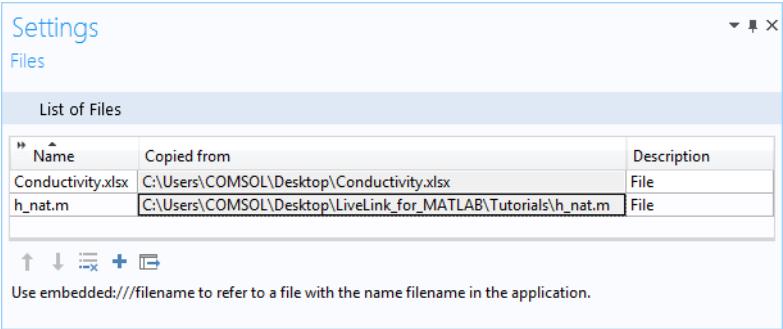 Settings
Files
List of Files
Name Copied from Description
Conductivity.xlsx C:\Users\COMSOL\Desktop\Conductivity.xlsx File
h_nat.m C:\Users\COMSOL\Desktop\LiveLink_for_MATLAB\Tutorials\h_nat.m File
Use embedded:///filename to refer to a file with the name filename in the application.